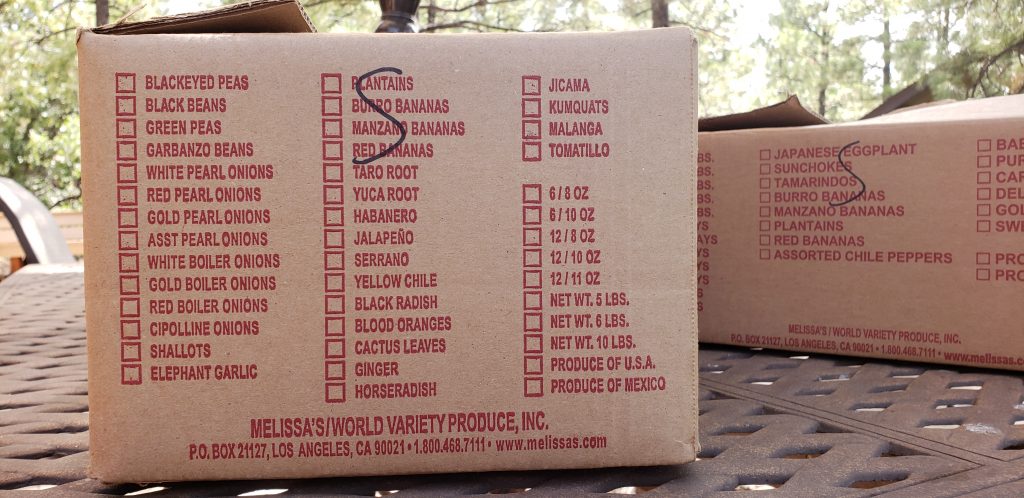 BLACKEYED PEAS
BLACK BEANS
GREEN PEAS
GARBANZO BEANS
WHITE PEARL ONIONS
RED PEARL ONIONS
GOLD PEARL ONIONS
ASST PEARL ONIONS
WHITE BOILER ONIONS
GOLD BOILER ONIONS
RED BOILER ONIONS
CIPOLLINE ONIONS
SHALLOTS
ELEPHANT GARLIC
PLANTAINS
BURRO BANANAS
MANZANO BANANAS
RED BANANAS
TARO ROOT
YUCA ROOT
HABANERO
JALAPEÑO
SERRANO
YELLOW CHILE
BLACK RADISH
BLOOD ORANGES
CACTUS LEAVES
GINGER
HORSERADISH
S
JICAMA
KUMQUATS
MALANGA
TOMATILLO
6 / 8 OZ
6 / 10 OZ
12 / 8 OZ
12 / 10 OZ
12 / 11 OZ
NET WT. 5 LBS.
NET WT. 6 LBS.
NET WT. 10 LBS.
PRODUCE OF U.S.A.
PRODUCE OF MEXICO
MELISSA'S / WORLD VARIETY PRODUCE, INC.
P.O. BOX 21127, LOS ANGELES, CA 90021 • 1.800.468.7111 • www.melissas.com
JAPANESE EGGPLANT
SUNCHOKES
TAMARINDOS
BURRO BANANAS
MANZANO BANANAS
PLANTAINS
RED BANANAS
ASSORTED CHILE PEPPERS
S
MELISSA'S / WORLD VARIETY PRODUCE, INC.
P.O. BOX 21127, LOS ANGELES, CA 90021 • 1.800.468.7111 • www.melissas